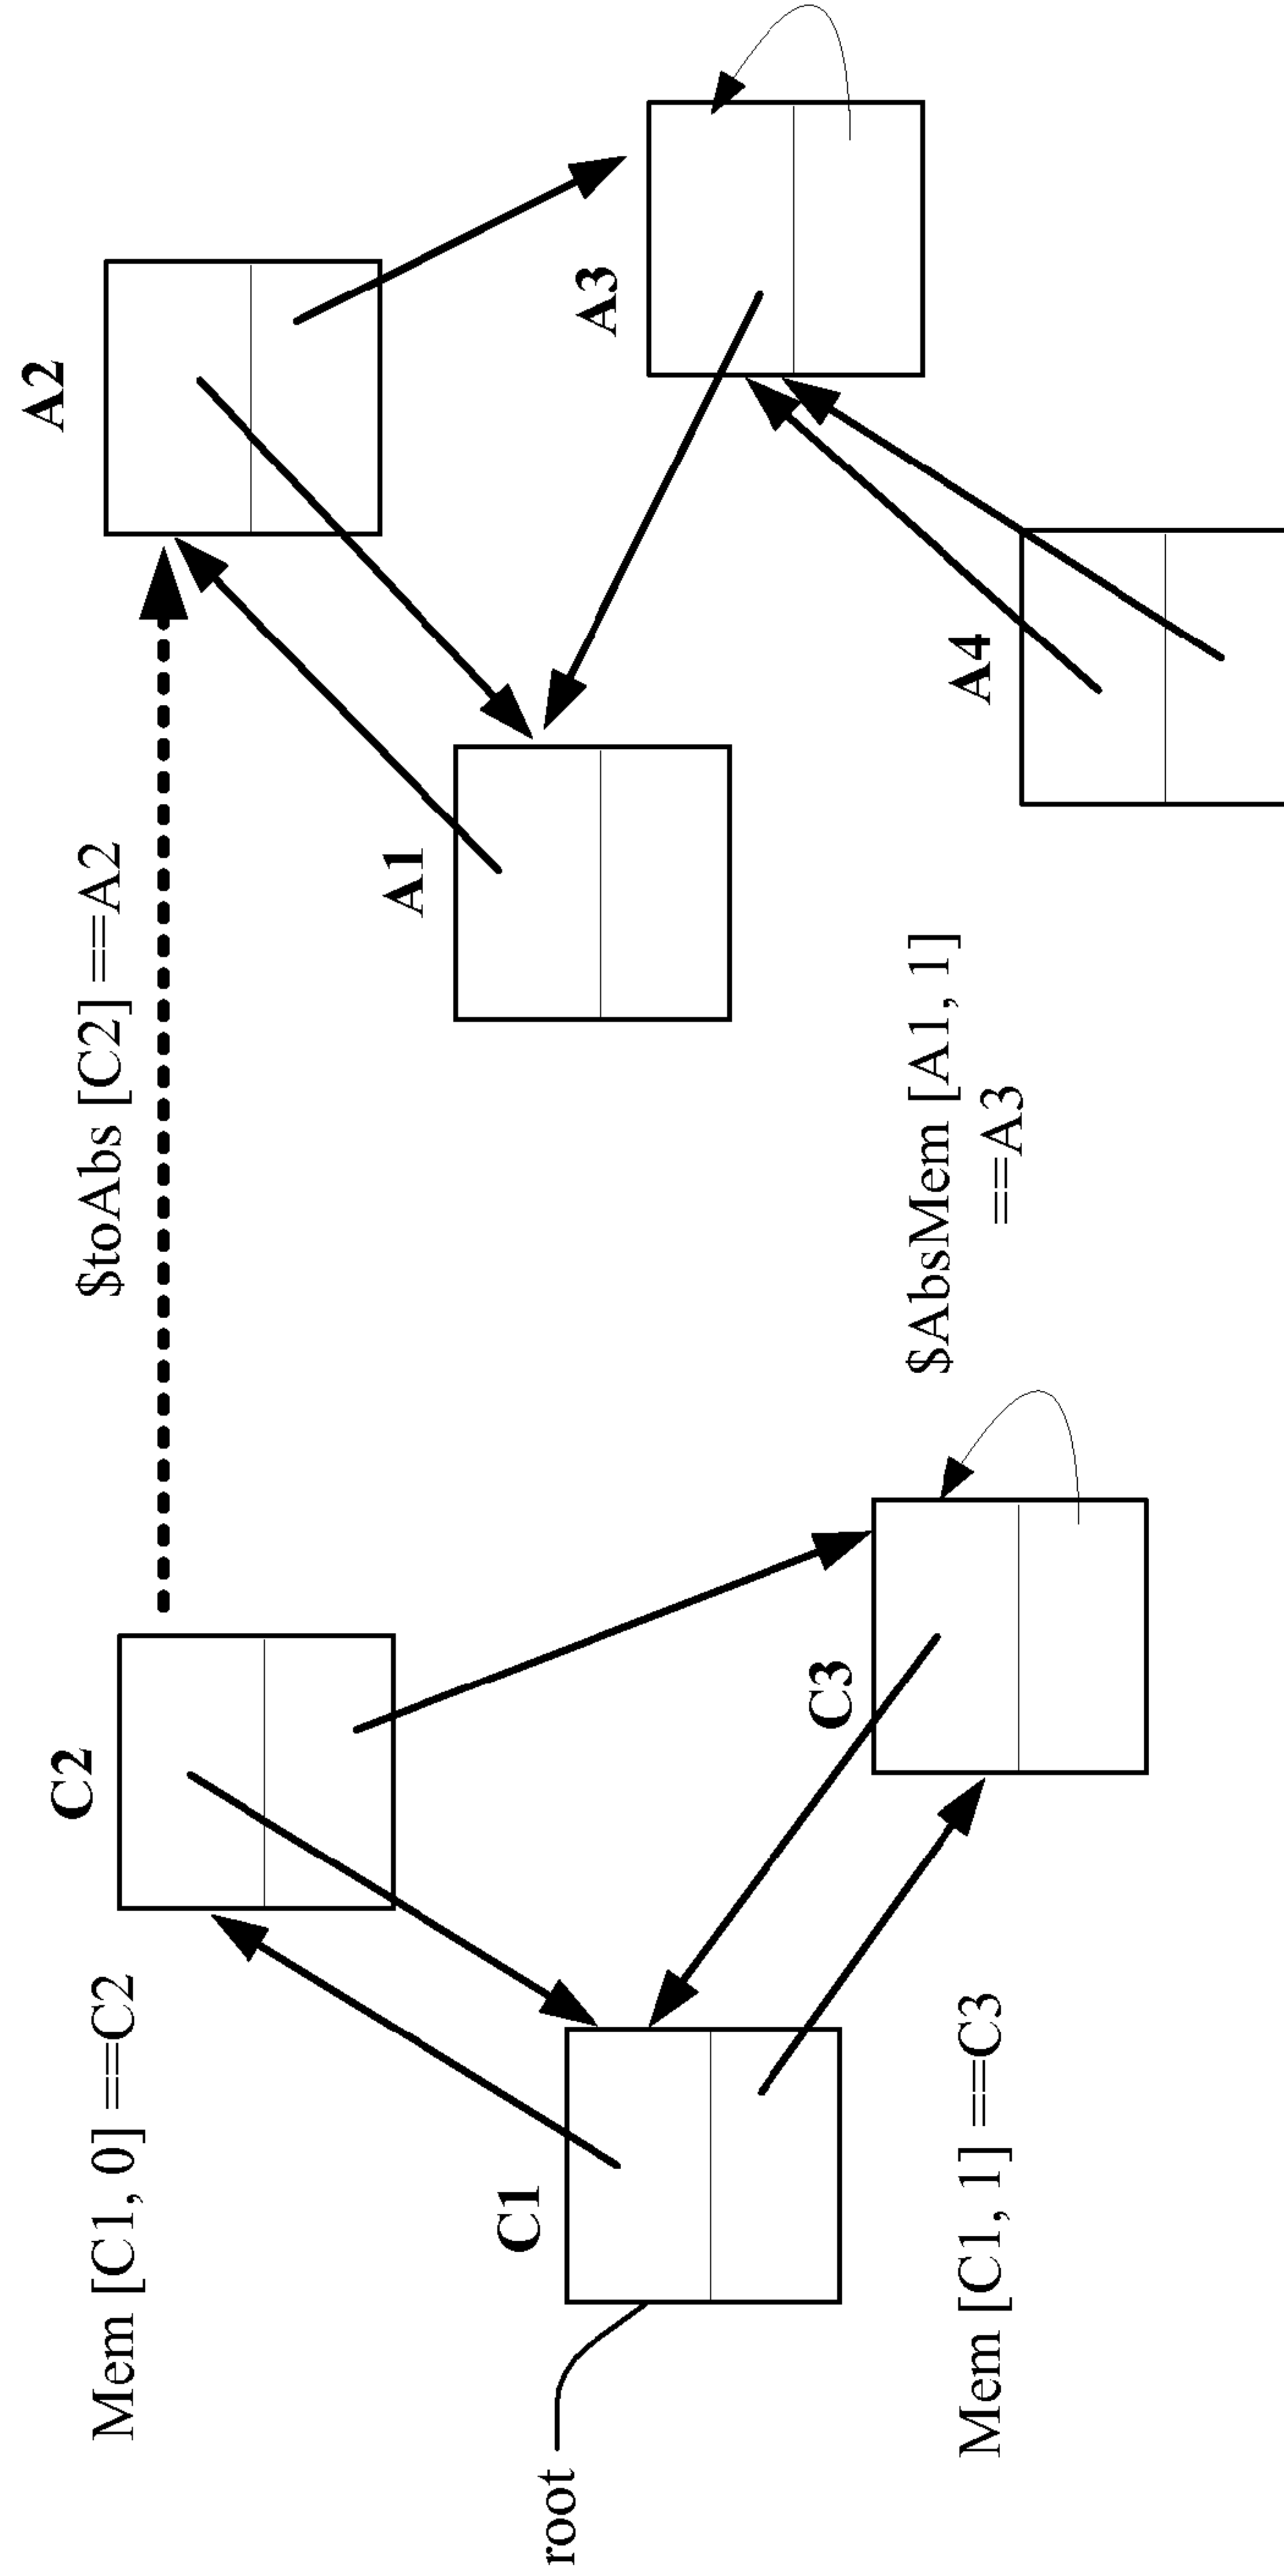 Mem [C1, 0] ==C2
C2
$toAbs [C2] ==A2
A2
root
C1
C3
A1
A3
Mem [C1, 1] ==C3
$AbsMem [A1, 1]
==A3
A4